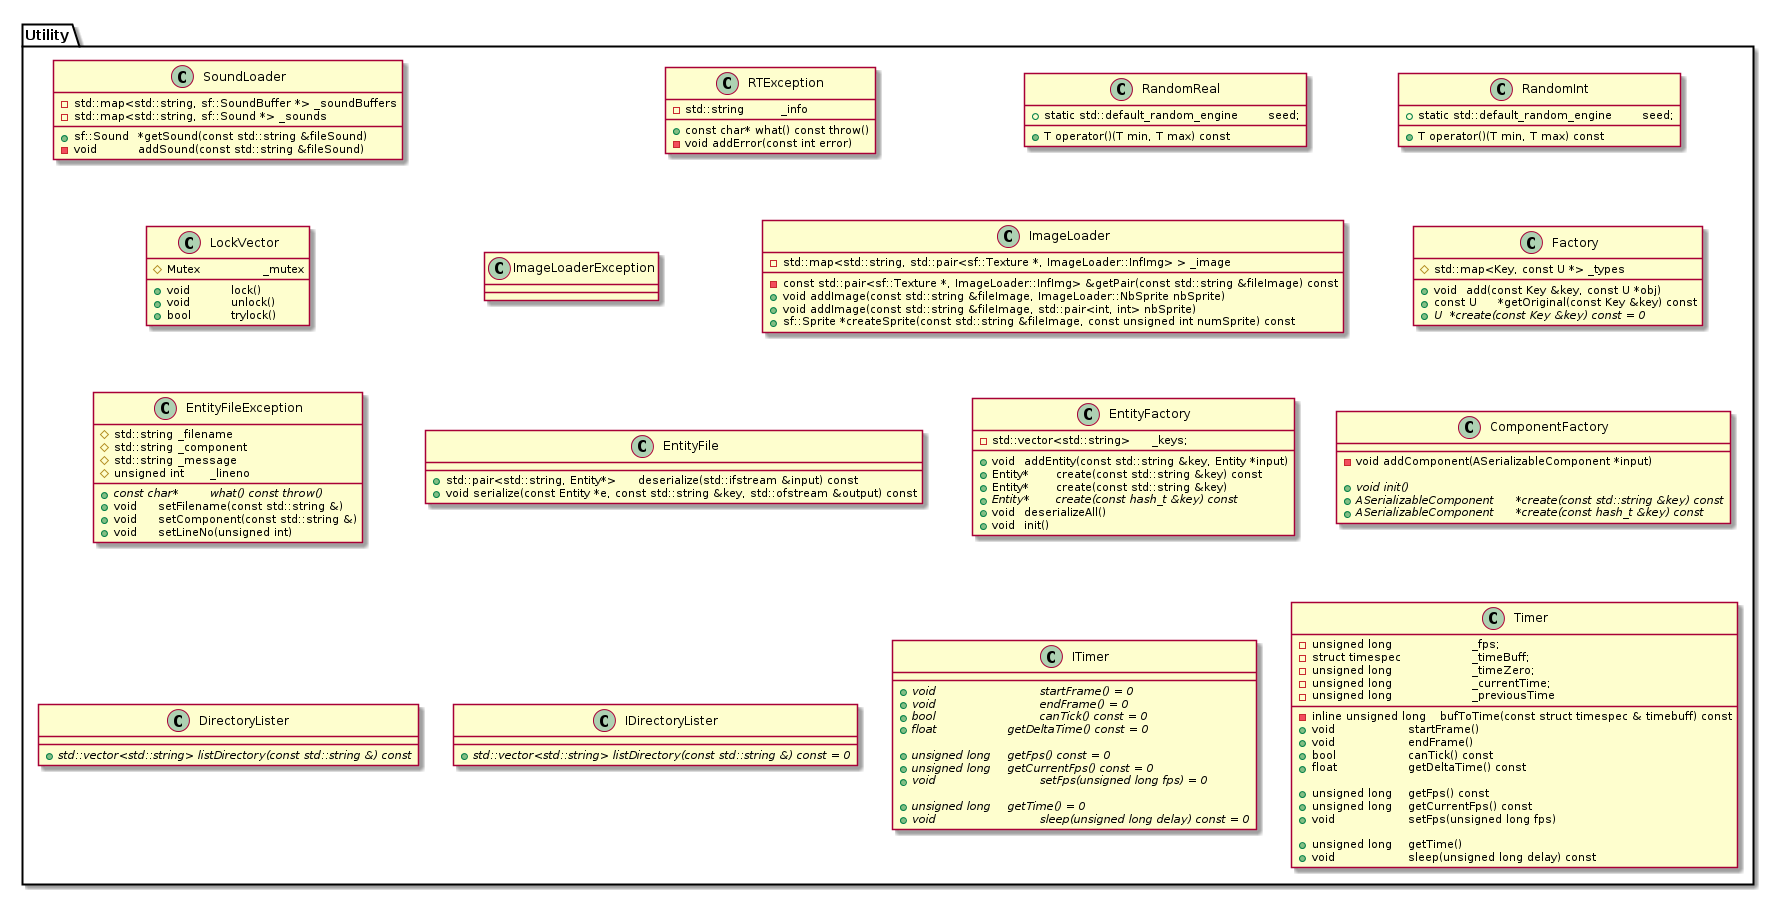 Utility
SoundLoader
std::map<std::string, sf::SoundBuffer *> _soundBuffers
std::map<std::string, sf::Sound *> _sounds
sf::Sound *getSound(const std::string &fileSound)
void addSound(const std::string &fileSound)
RTException
std::string _info
const char* what() const throw()
void addError(const int error)
RandomReal
static std::default_random_engine seed;
T operator()(T min, T max) const
RandomInt
static std::default_random_engine seed;
T operator()(T min, T max) const
LockVector
Mutex _mutex
void lock()
void unlock()
bool trylock()
ImageLoaderException
ImageLoader
std::map<std::string, std::pair<sf::Texture *, ImageLoader::InfImg> > _image
const std::pair<sf::Texture *, ImageLoader::InfImg> &getPair(const std::string &fileImage) const
void addImage(const std::string &fileImage, ImageLoader::NbSprite nbSprite)
void addImage(const std::string &fileImage, std::pair<int, int> nbSprite)
sf::Sprite *createSprite(const std::string &fileImage, const unsigned int numSprite) const
Factory
std::map<Key, const U *> _types
void add(const Key &key, const U *obj)
const U *getOriginal(const Key &key) const
U *create(const Key &key) const = 0
EntityFileException
std::string _filename
std::string _component
std::string _message
unsigned int _lineno
const char* what() const throw()
void setFilename(const std::string &)
void setComponent(const std::string &)
void setLineNo(unsigned int)
EntityFile
std::pair<std::string, Entity*> deserialize(std::ifstream &input) const
void serialize(const Entity *e, const std::string &key, std::ofstream &output) const
EntityFactory
std::vector<std::string> _keys;
void addEntity(const std::string &key, Entity *input)
Entity* create(const std::string &key) const
Entity* create(const std::string &key)
Entity* create(const hash_t &key) const
void deserializeAll()
void init()
ComponentFactory
void addComponent(ASerializableComponent *input)
void init()
ASerializableComponent *create(const std::string &key) const
ASerializableComponent *create(const hash_t &key) const
DirectoryLister
std::vector<std::string> listDirectory(const std::string &) const
IDirectoryLister
std::vector<std::string> listDirectory(const std::string &) const = 0
ITimer
void startFrame() = 0
void endFrame() = 0
bool canTick() const = 0
float getDeltaTime() const = 0
unsigned long getFps() const = 0
unsigned long getCurrentFps() const = 0
void setFps(unsigned long fps) = 0
unsigned long getTime() = 0
void sleep(unsigned long delay) const = 0
Timer
unsigned long _fps;
struct timespec _timeBuff;
unsigned long _timeZero;
unsigned long _currentTime;
unsigned long _previousTime
inline unsigned long bufToTime(const struct timespec & timebuff) const
void startFrame()
void endFrame()
bool canTick() const
float getDeltaTime() const
unsigned long getFps() const
unsigned long getCurrentFps() const
void setFps(unsigned long fps)
unsigned long getTime()
void sleep(unsigned long delay) const